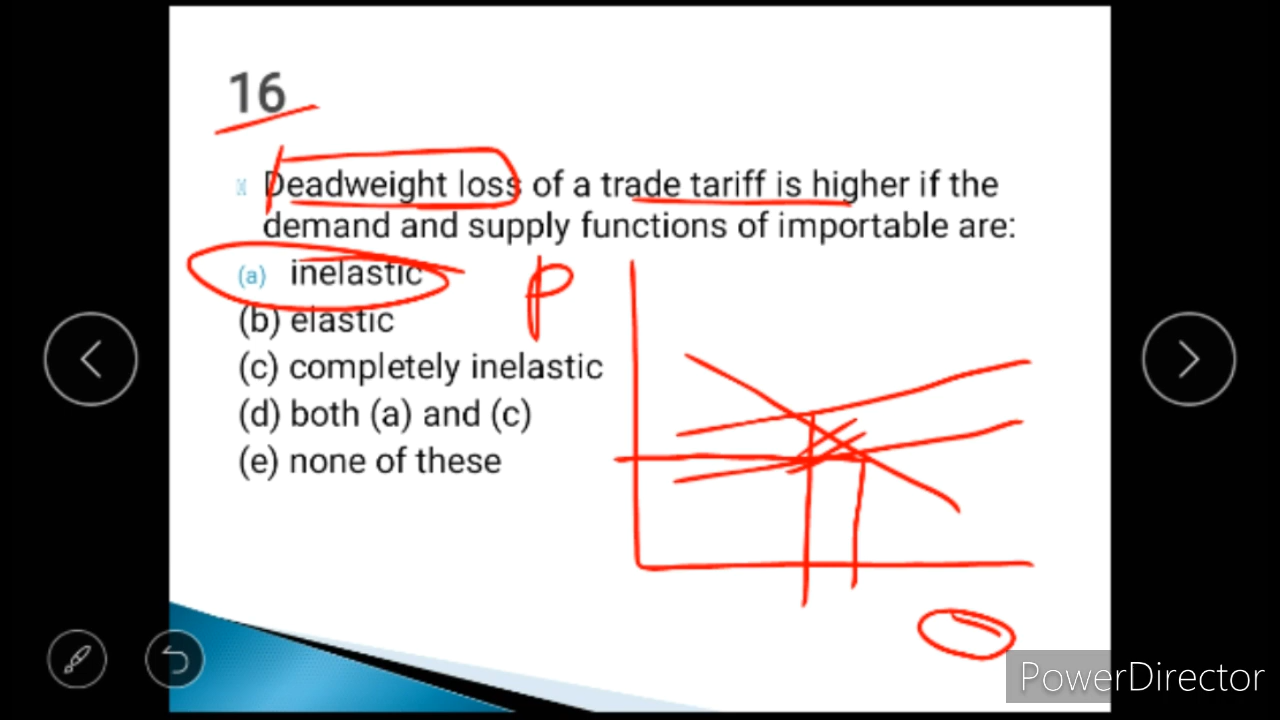 16
Deadweight loss of a trade tariff is higher if the
demand and supply functions of importable are:
(a) inelastic
(b) elastic
(c) completely inelastic
(d) both (a) and (c)
(e) none of these
P
PowerDirector